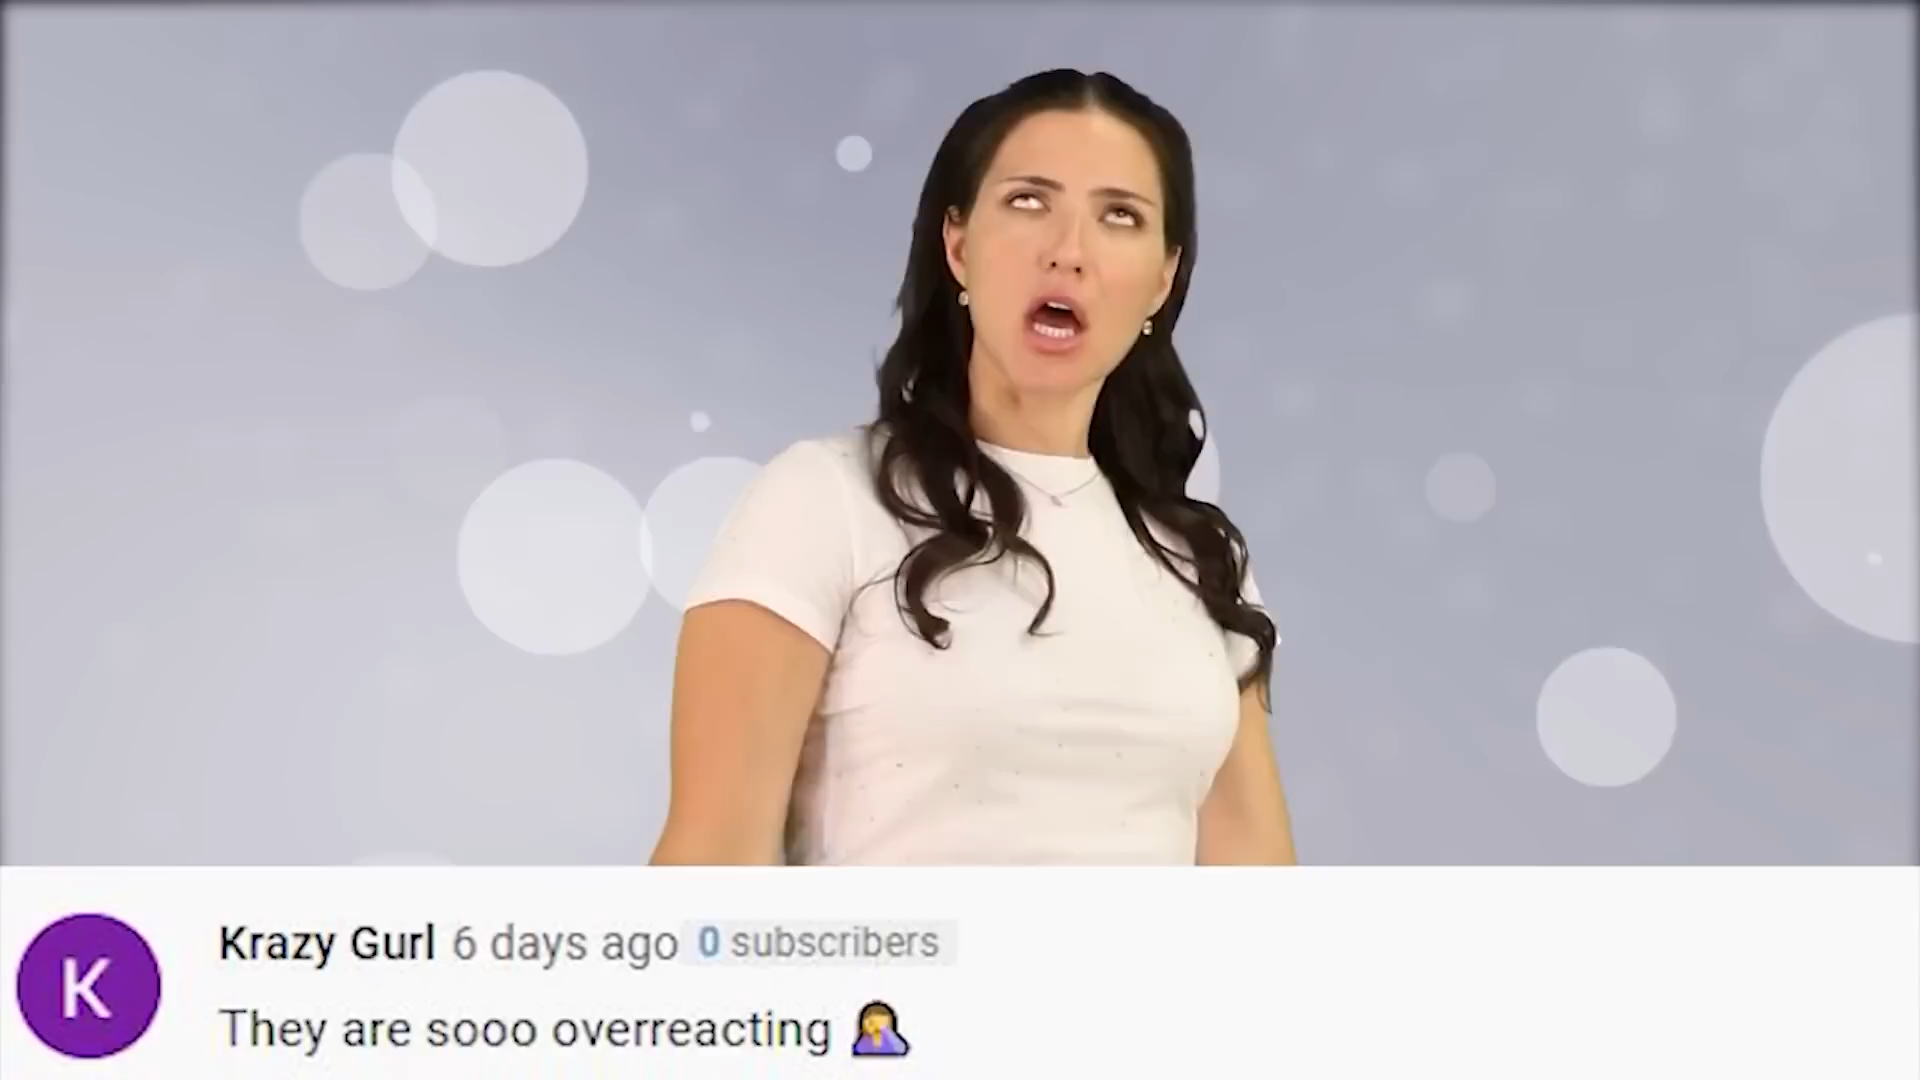 K
Krazy Gurl 6 days ago 0 subscribers
They are sooo overreacting 🤦‍♀️